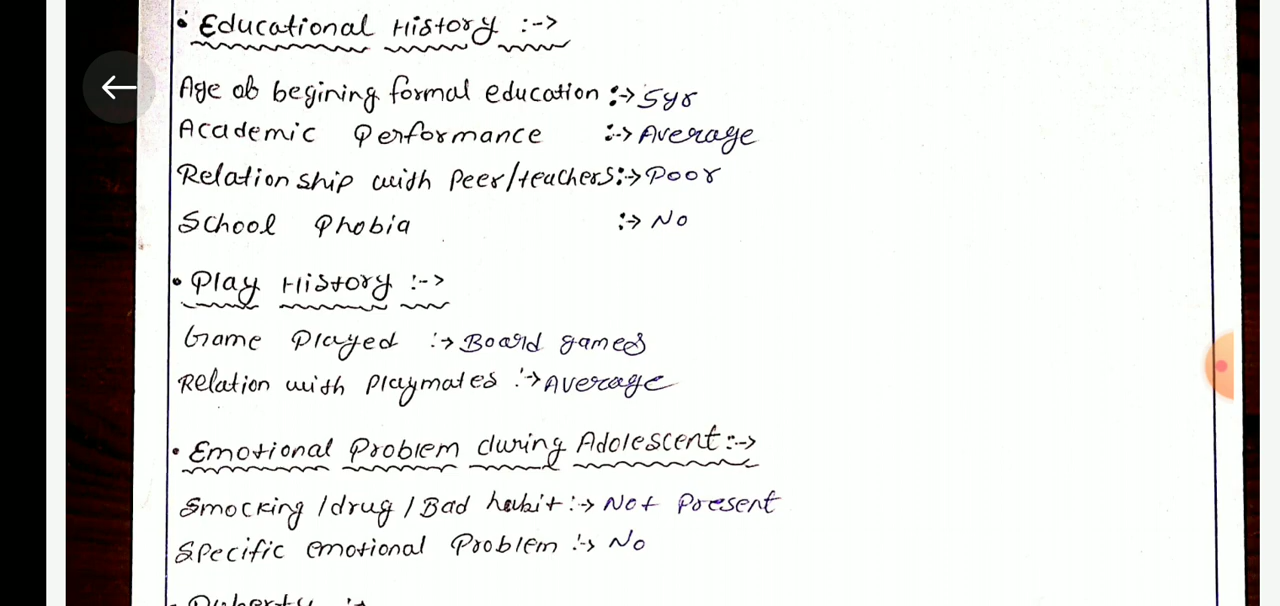 • Educational History :->
Age ob begining formal education :-> 5yr
Academic Performance :-> Average
Relationship with Peer/teachers :-> Poor
School Phobia :-> No
• Play History :->
Game Played :-> Board games
Relation with Playmates :-> Average
• Emotional Problem during Adolescent :->
Smocking /drug / Bad habit :-> Not Present
Specific emotional Problem :-> No
• Puberty :->